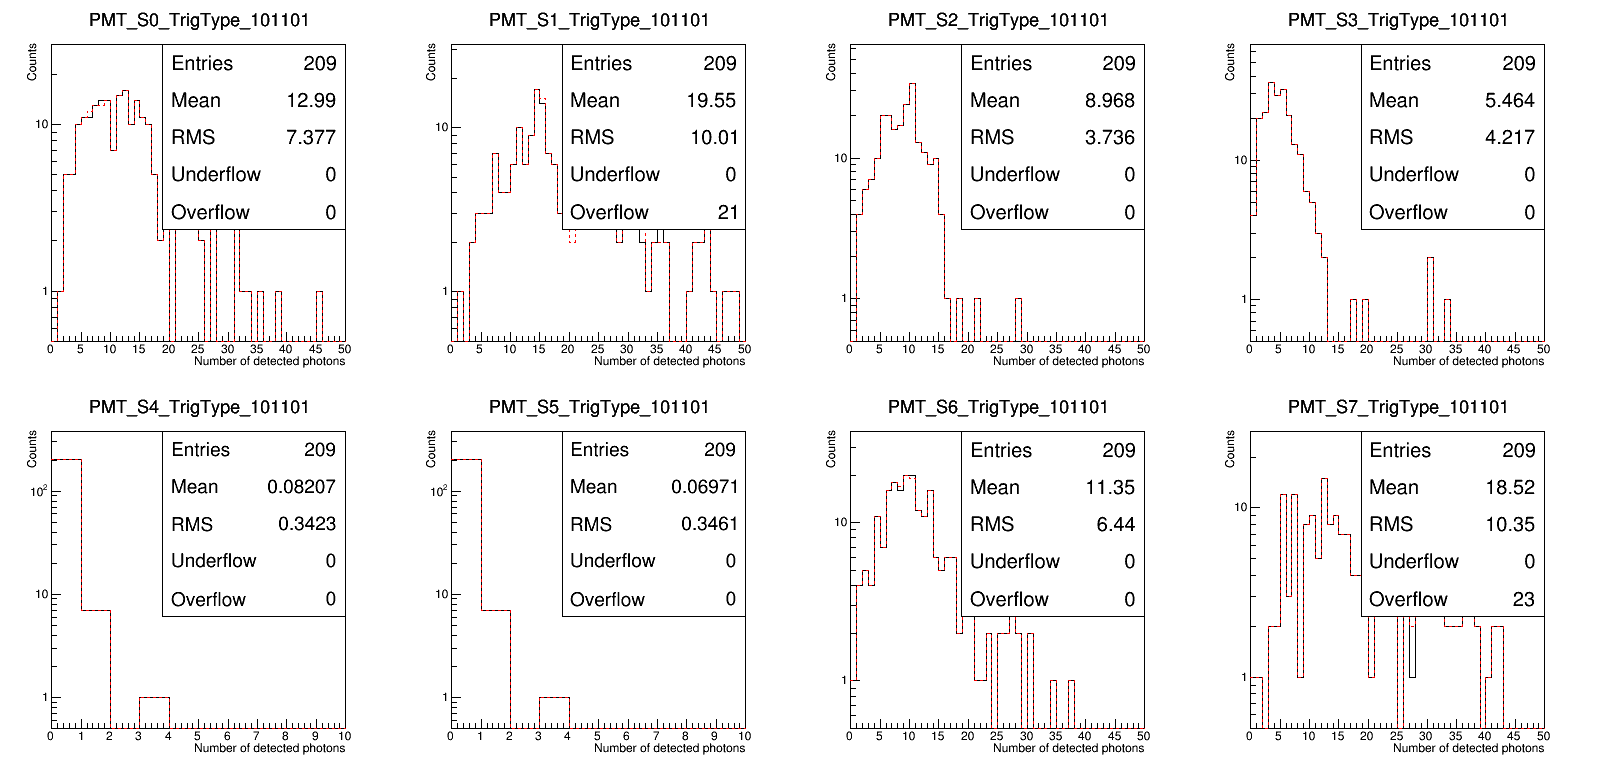 PMT_S0_TrigType_101101
Counts
Entries 209
Mean 12.99
RMS 7.377
Underflow 0
Overflow 0
10
1
0 5 10 15 20 25 30 35 40 45 50
Number of detected photons
PMT_S1_TrigType_101101
Counts
Entries 209
Mean 19.55
RMS 10.01
Underflow 0
Overflow 21
10
1
0 5 10 15 20 25 30 35 40 45 50
Number of detected photons
PMT_S2_TrigType_101101
Counts
Entries 209
Mean 8.968
RMS 3.736
Underflow 0
Overflow 0
10
1
0 5 10 15 20 25 30 35 40 45 50
Number of detected photons
PMT_S3_TrigType_101101
Counts
Entries 209
Mean 5.464
RMS 4.217
Underflow 0
Overflow 0
10
1
0 5 10 15 20 25 30 35 40 45 50
Number of detected photons
PMT_S4_TrigType_101101
Counts
Entries 209
Mean 0.08207
RMS 0.3423
Underflow 0
Overflow 0
10²
10
1
0 1 2 3 4 5 6 7 8 9 10
Number of detected photons
PMT_S5_TrigType_101101
Counts
Entries 209
Mean 0.06971
RMS 0.3461
Underflow 0
Overflow 0
10²
10
1
0 1 2 3 4 5 6 7 8 9 10
Number of detected photons
PMT_S6_TrigType_101101
Counts
Entries 209
Mean 11.35
RMS 6.44
Underflow 0
Overflow 0
10
1
0 5 10 15 20 25 30 35 40 45 50
Number of detected photons
PMT_S7_TrigType_101101
Counts
Entries 209
Mean 18.52
RMS 10.35
Underflow 0
Overflow 23
10
1
0 5 10 15 20 25 30 35 40 45 50
Number of detected photons